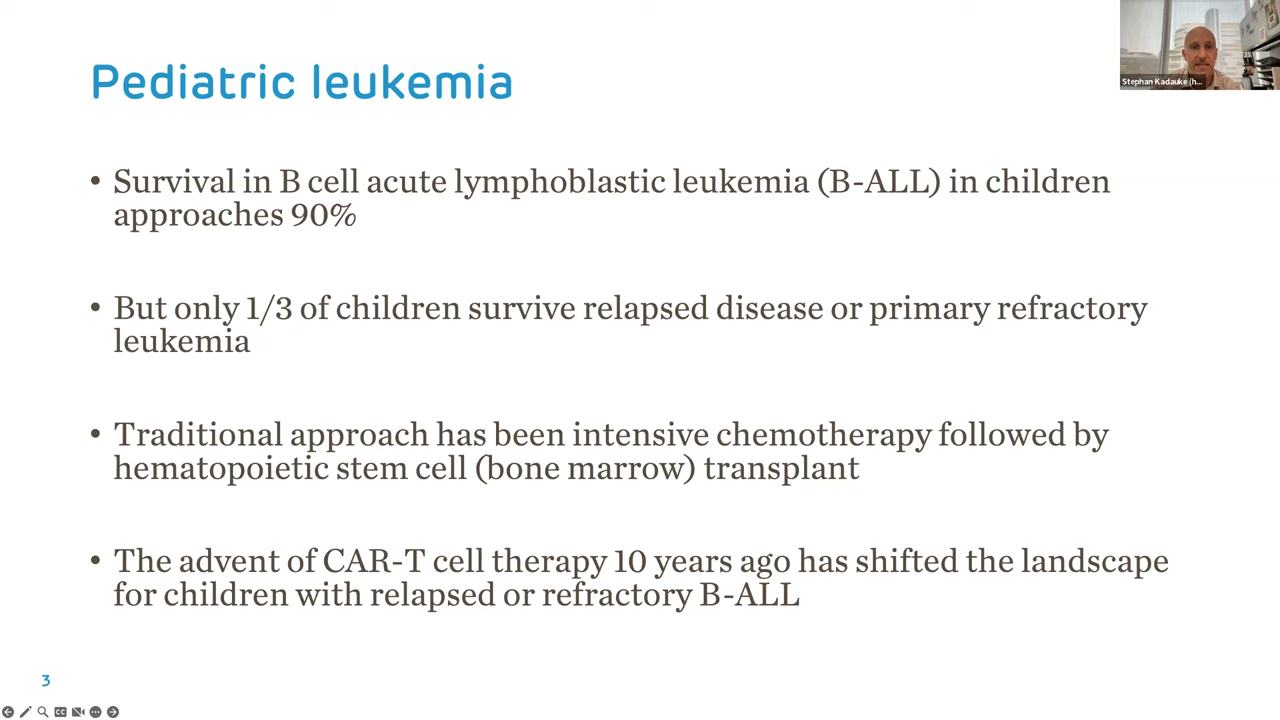 Pediatric leukemia
Stephan Kadauke (h...
• Survival in B cell acute lymphoblastic leukemia (B-ALL) in children
approaches 90%
• But only 1/3 of children survive relapsed disease or primary refractory
leukemia
• Traditional approach has been intensive chemotherapy followed by
hematopoietic stem cell (bone marrow) transplant
• The advent of CAR-T cell therapy 10 years ago has shifted the landscape
for children with relapsed or refractory B-ALL
3
CC